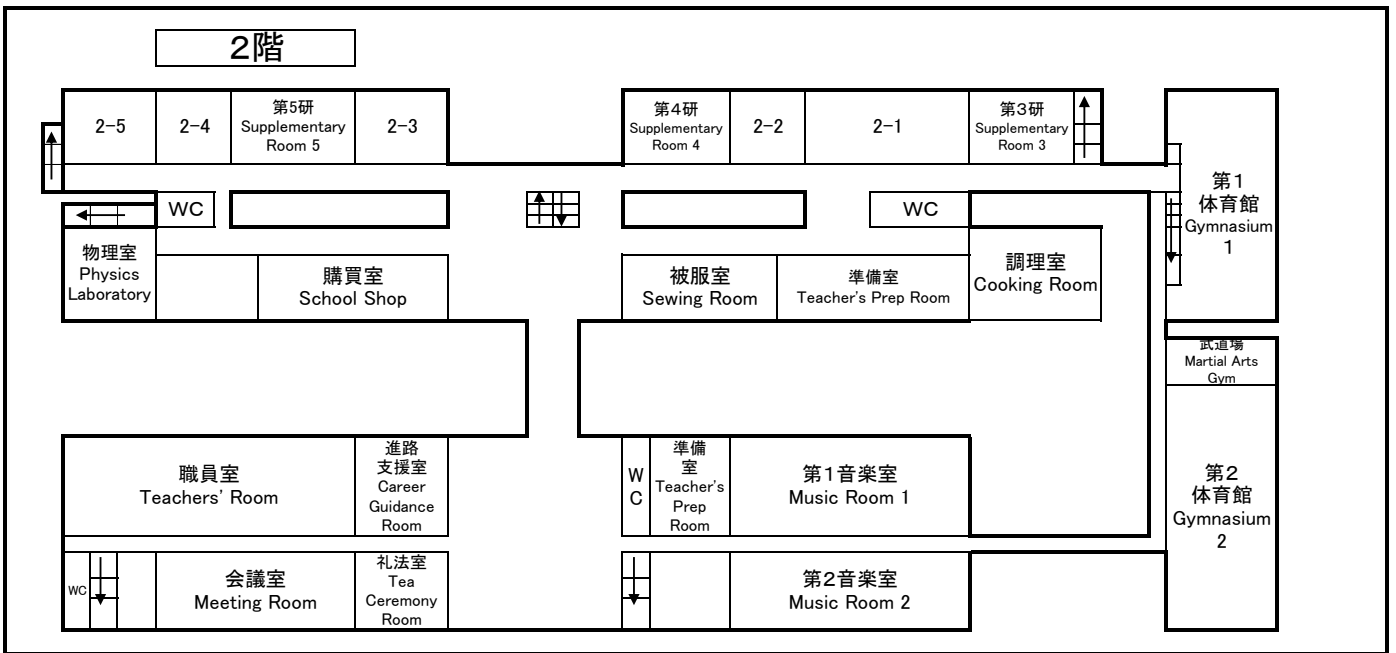 2階
2-5
2-4
第5研
Supplementary
Room 5
2-3
第4研
Supplementary
Room 4
2-2
2-1
第3研
Supplementary
Room 3
第1
体育館
Gymnasium
1
WC
WC
物理室
Physics
Laboratory
購買室
School Shop
被服室
Sewing Room
準備室
Teacher's Prep Room
調理室
Cooking Room
武道場
Martial Arts
Gym
職員室
Teachers' Room
進路
支援室
Career
Guidance
Room
W
C
準備
室
Teacher's
Prep
Room
第1音楽室
Music Room 1
第2
体育館
Gymnasium
2
WC
会議室
Meeting Room
礼法室
Tea
Ceremony
Room
第2音楽室
Music Room 2